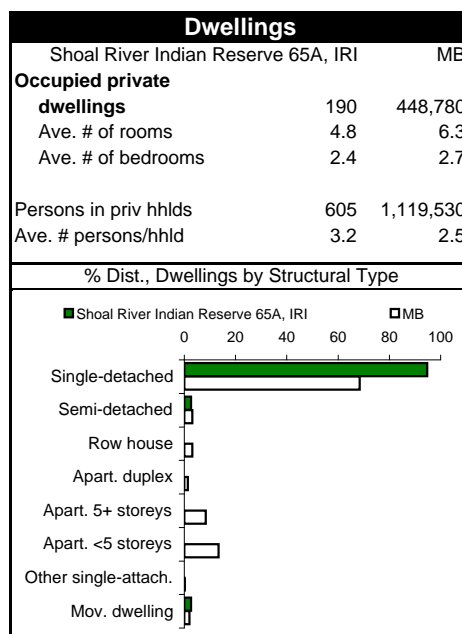 Dwellings
Shoal River Indian Reserve 65A, IRI MB
Occupied private
dwellings 190 448,780
Ave. # of rooms 4.8 6.3
Ave. # of bedrooms 2.4 2.7
Persons in priv hhlds 605 1,119,530
Ave. # persons/hhld 3.2 2.5
% Dist., Dwellings by Structural Type
Shoal River Indian Reserve 65A, IRI MB
0 20 40 60 80 100
Single-detached
Semi-detached
Row house
Apart. duplex
Apart. 5+ storeys
Apart. <5 storeys
Other single-attach.
Mov. dwelling